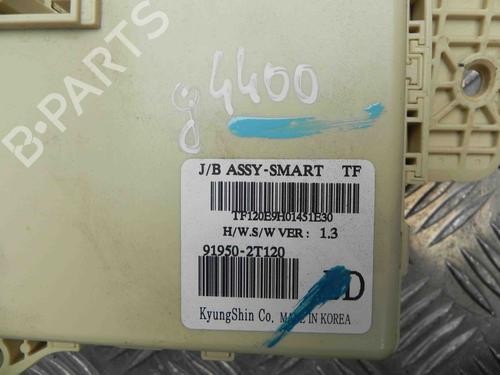 B-PARTS
g4400
J/B ASSY-SMART TF
TF120E9H01451E30
H/W.S/W VER : 1.3
91950-2T120
D
KyungShin Co. MADE IN KOREA